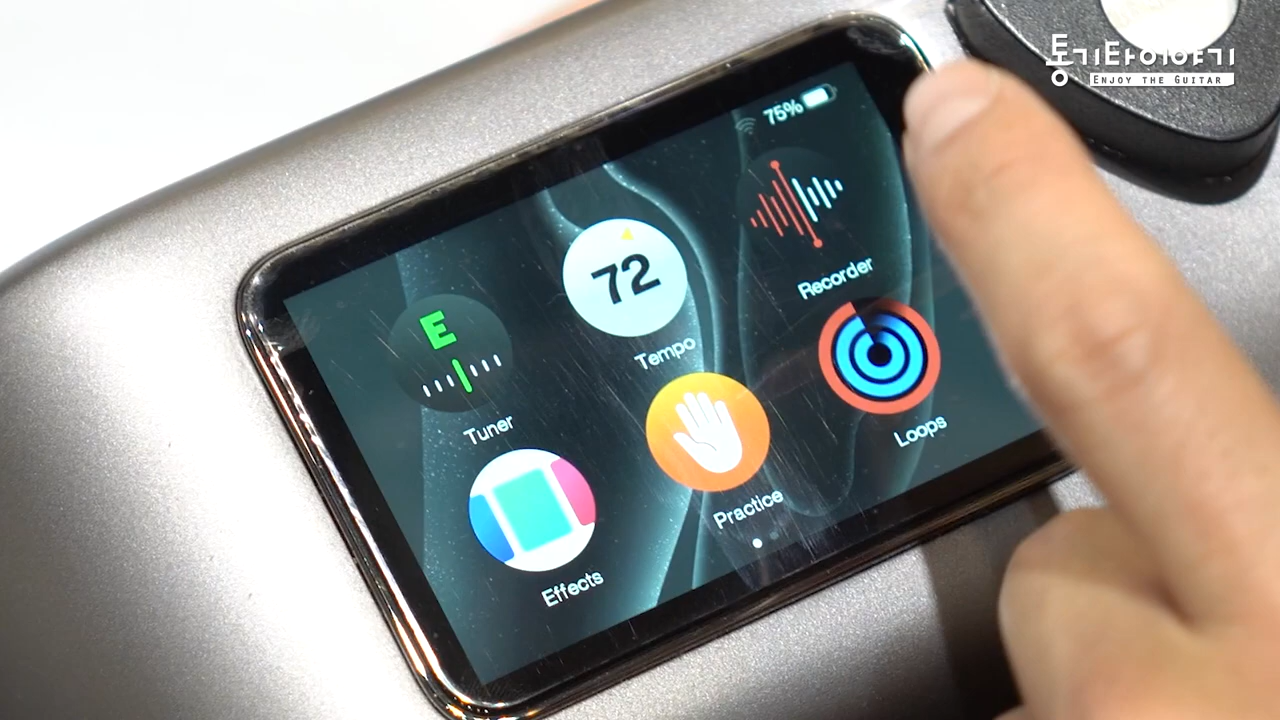 통기타이야기
ENJOY THE GUITAR
75%
E
Tuner
72
Tempo
Recorder
Effects
Practice
Loops